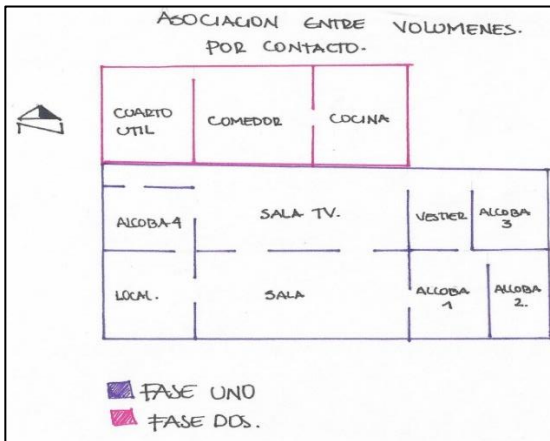 ASOCIACION ENTRE VOLUMENES.
POR CONTACTO.
CUARTO
UTIL
COMEDOR
COCINA
ALCOBA 4
SALA TV.
VESTIER
ALCOBA
3
LOCAL.
SALA
ALCOBA
1
ALCOBA
2.
FASE UNO
FASE DOS.